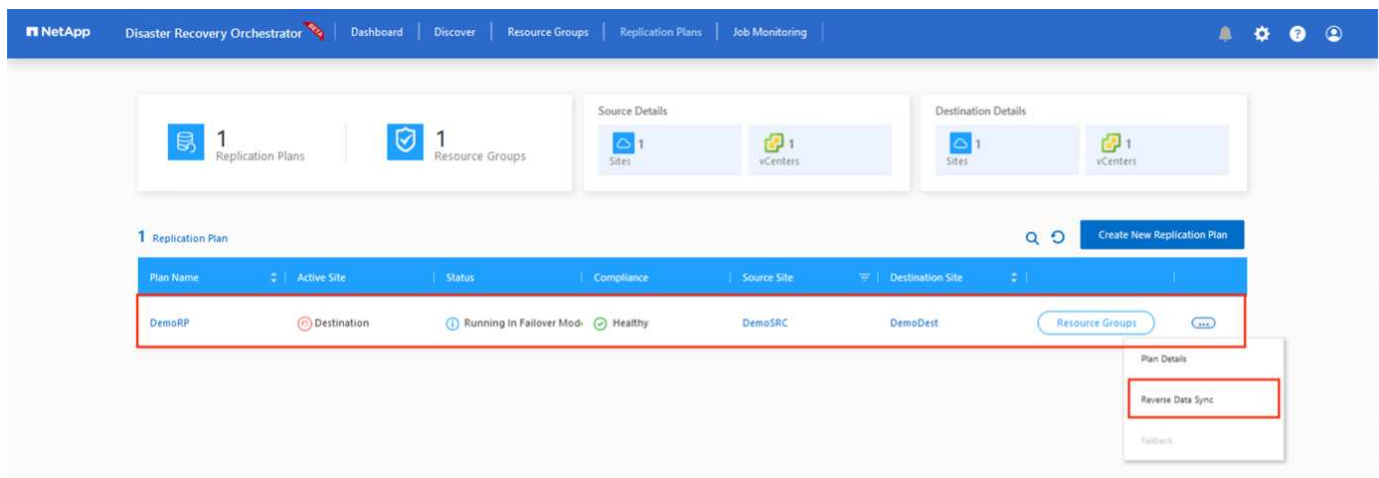 NetApp Disaster Recovery Orchestrator BETA Dashboard Discover Resource Groups Replication Plans Job Monitoring
1
Replication Plans
1
Resource Groups
Source Details
1
Sites
1
vCenters
Destination Details
1
Sites
1
vCenters
1 Replication Plan
Create New Replication Plan
Plan Name Active Site Status Compliance Source Site Destination Site
DemoRP Destination Running In Failover Mod Healthy DemoSRC DemoDest Resource Groups
Plan Details
Reverse Data Sync
Failback